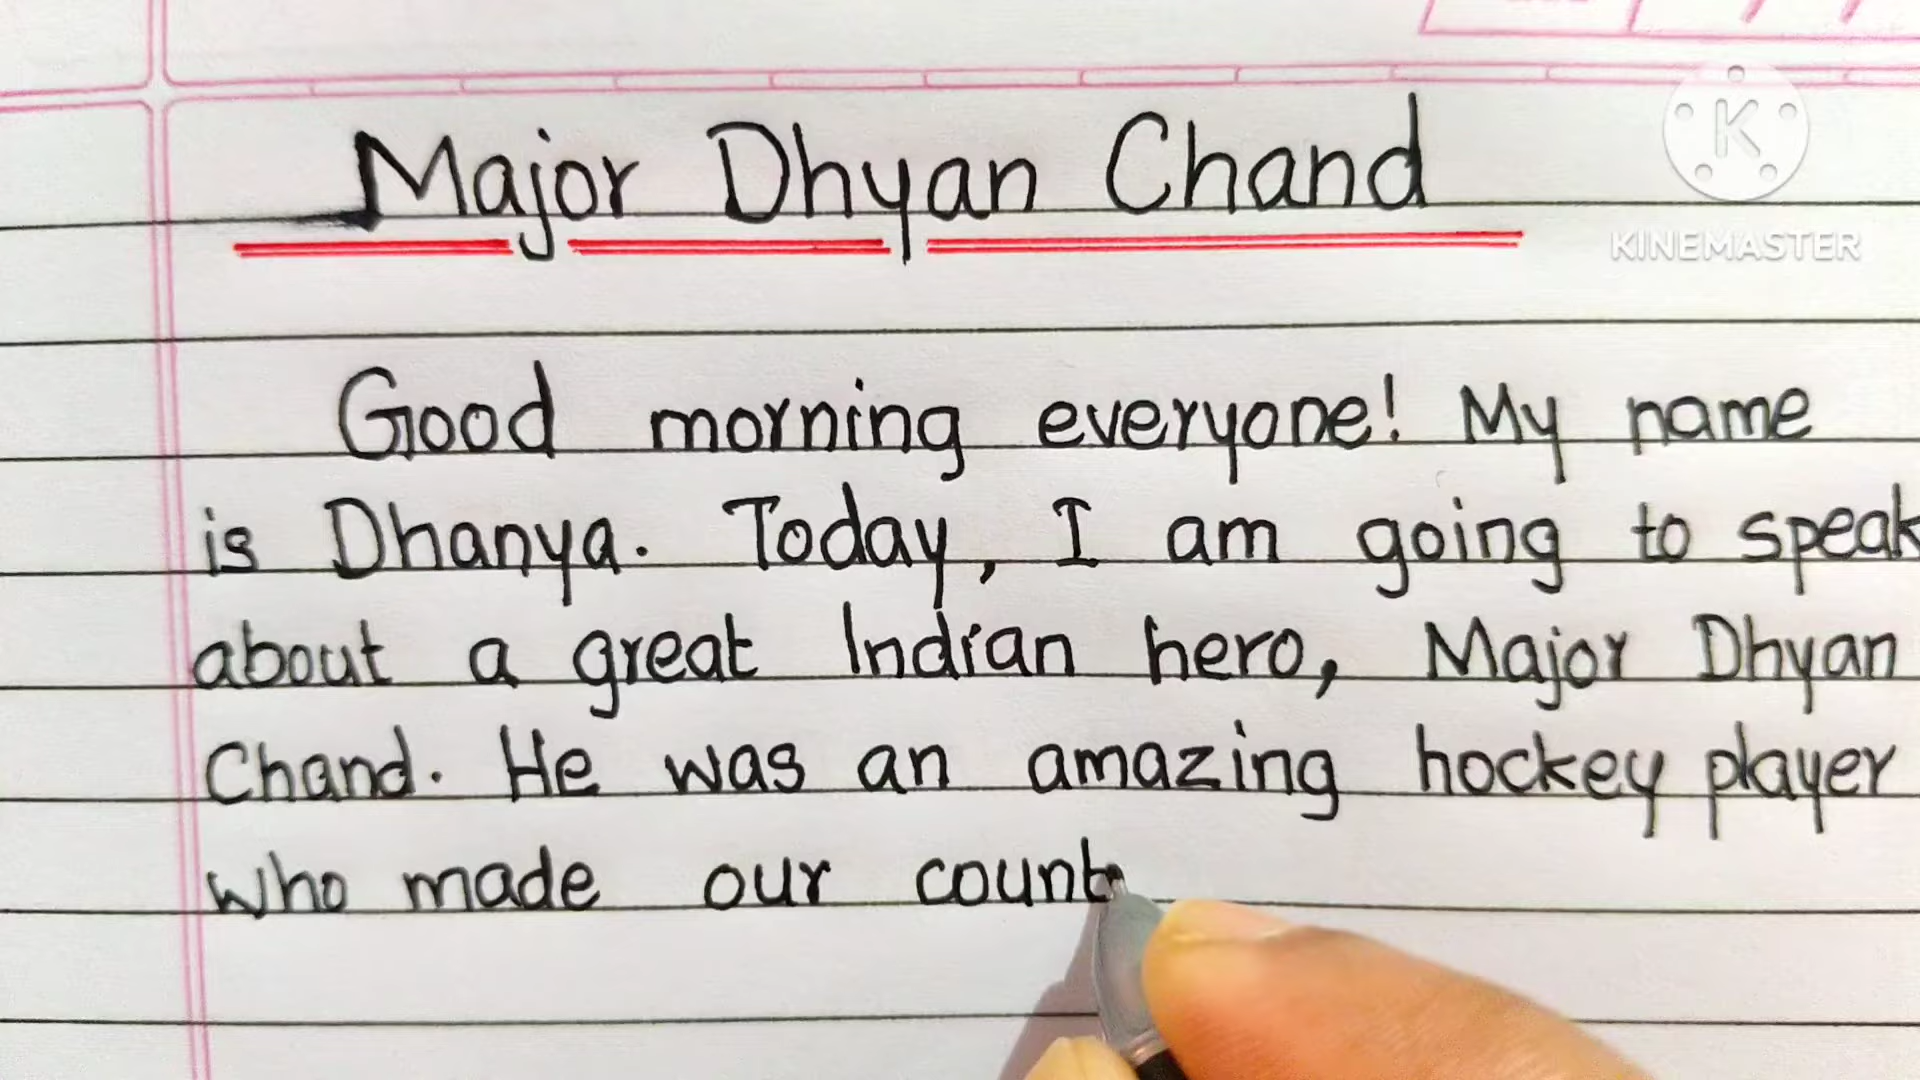 Major Dhyan Chand
KINEMASTER
Good morning everyone! My name
is Dhanya. Today, I am going to speak
about a great Indian hero, Major Dhyan
Chand. He was an amazing hockey player
who made our count